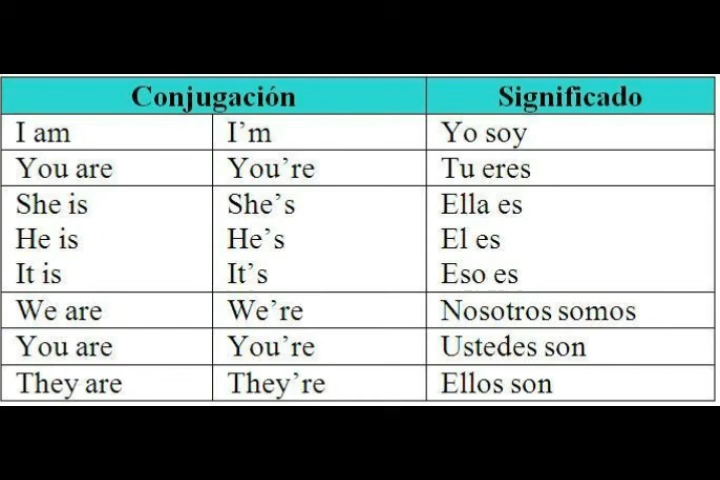 Conjugación Significado
I am I’m Yo soy
You are You’re Tu eres
She is She’s Ella es
He is He’s El es
It is It’s Eso es
We are We’re Nosotros somos
You are You’re Ustedes son
They are They’re Ellos son